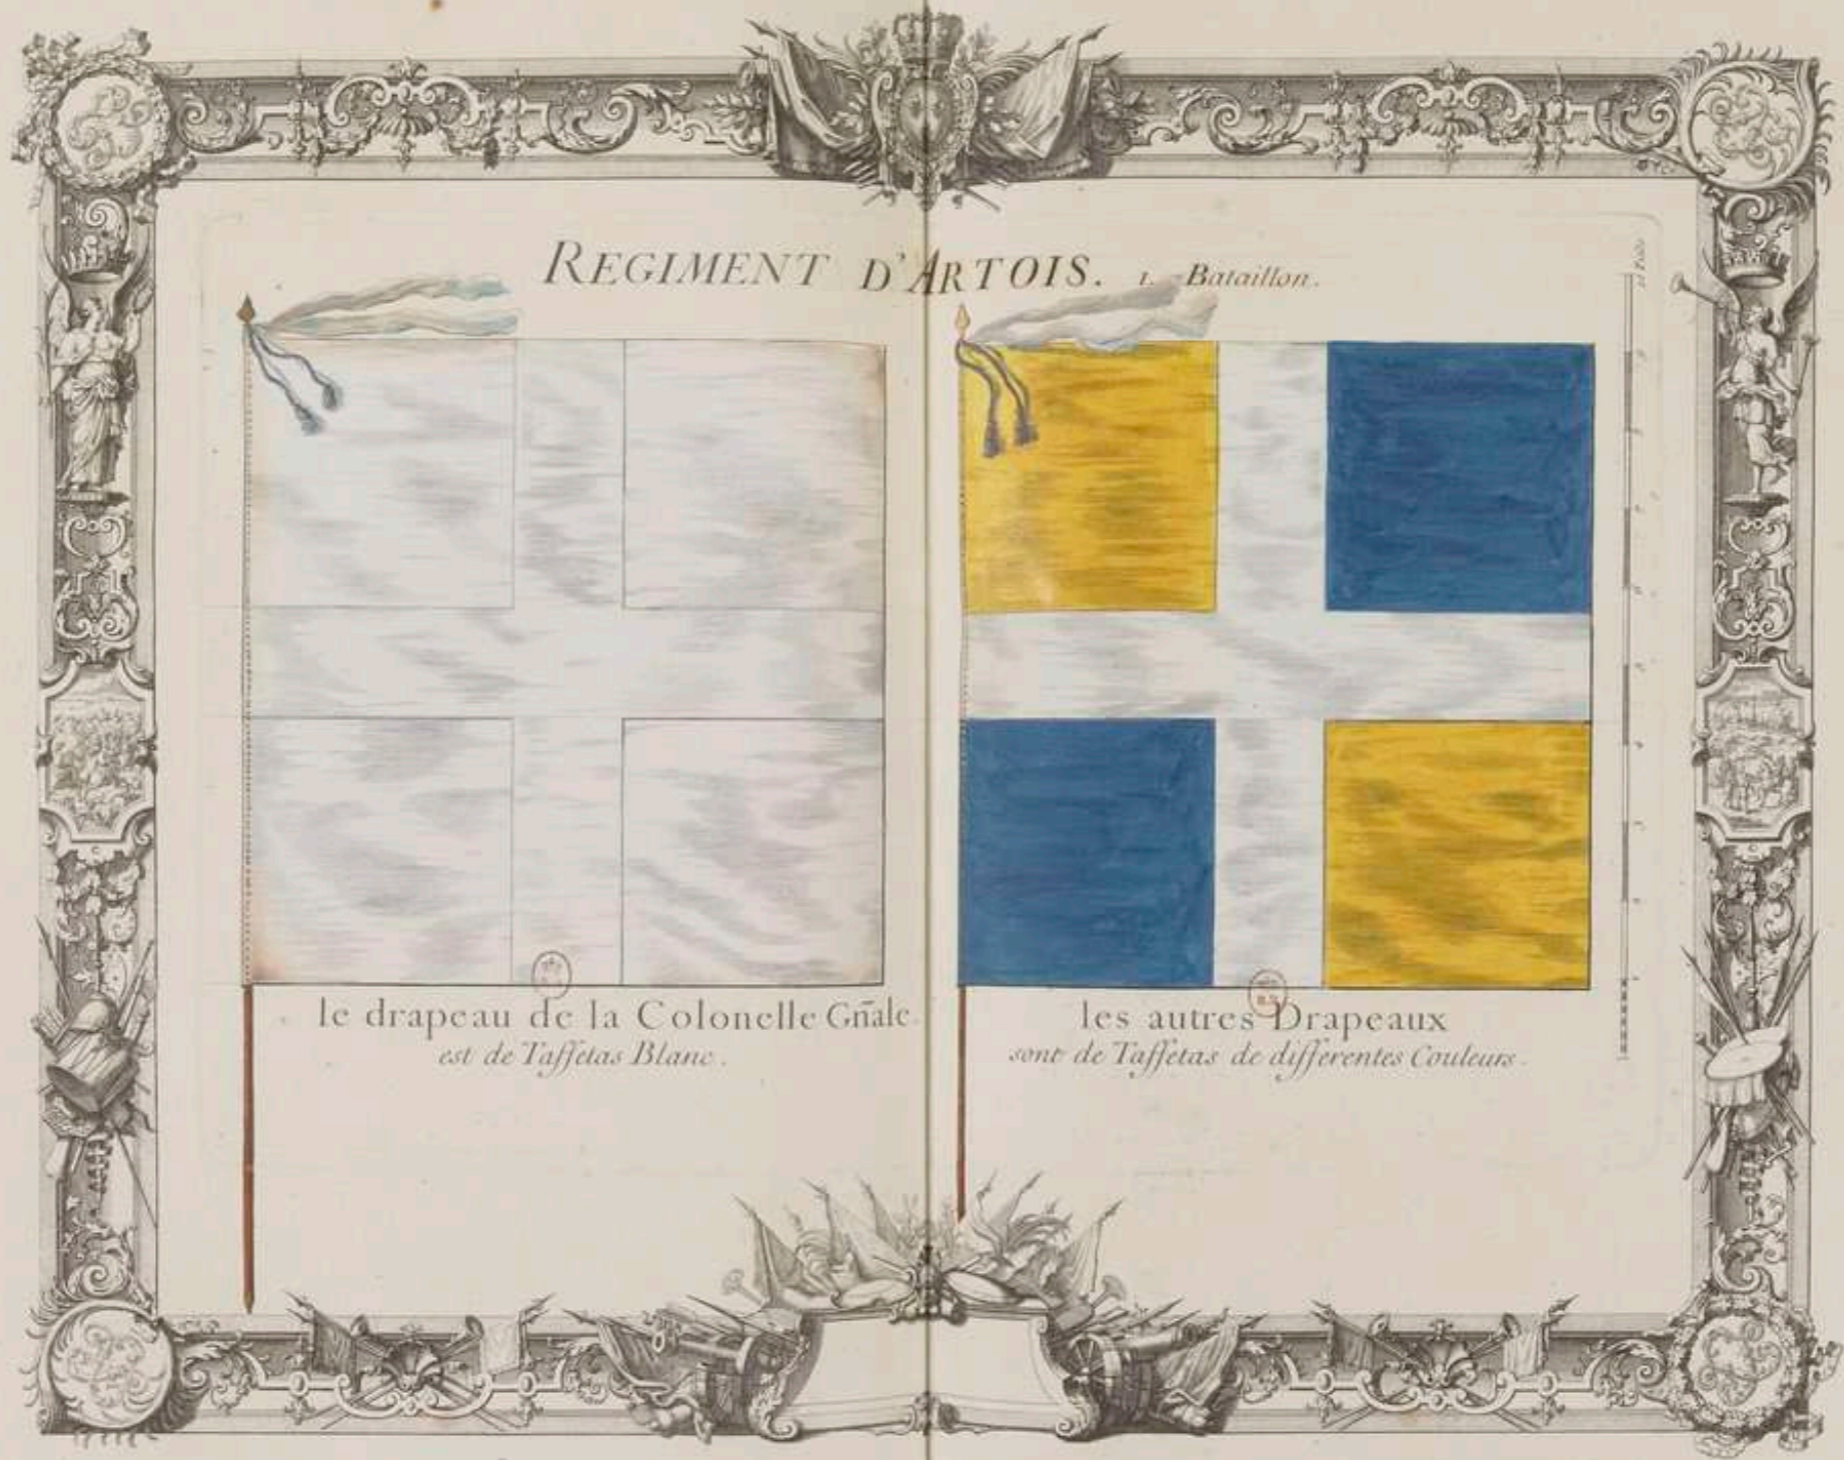 REGIMENT D'ARTOIS. 1. Bataillon.
le drapeau de la Colonelle Gñale.
est de Taffetas Blanc.
les autres Drapeaux
sont de Taffetas de differentes Couleurs.